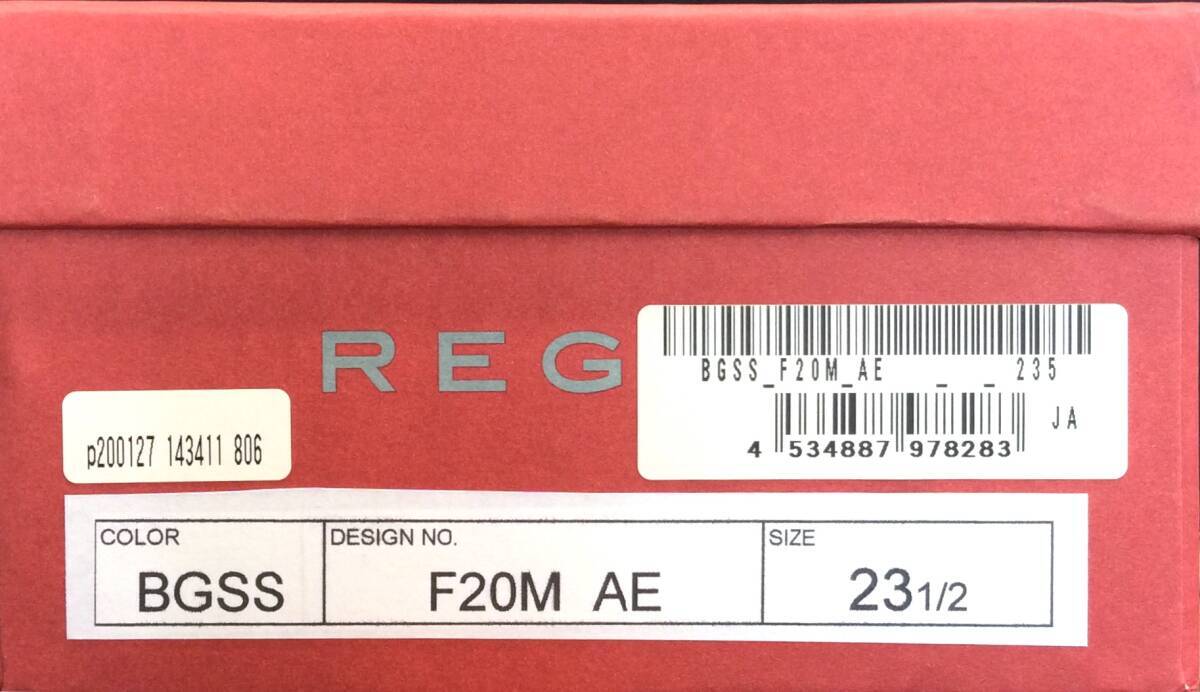 REG
BGSS_F20M_AE _ _ 235
JA
4 534887 978283
p200127 143411 806
COLOR DESIGN NO. SIZE
BGSS F20M AE 23 1/2